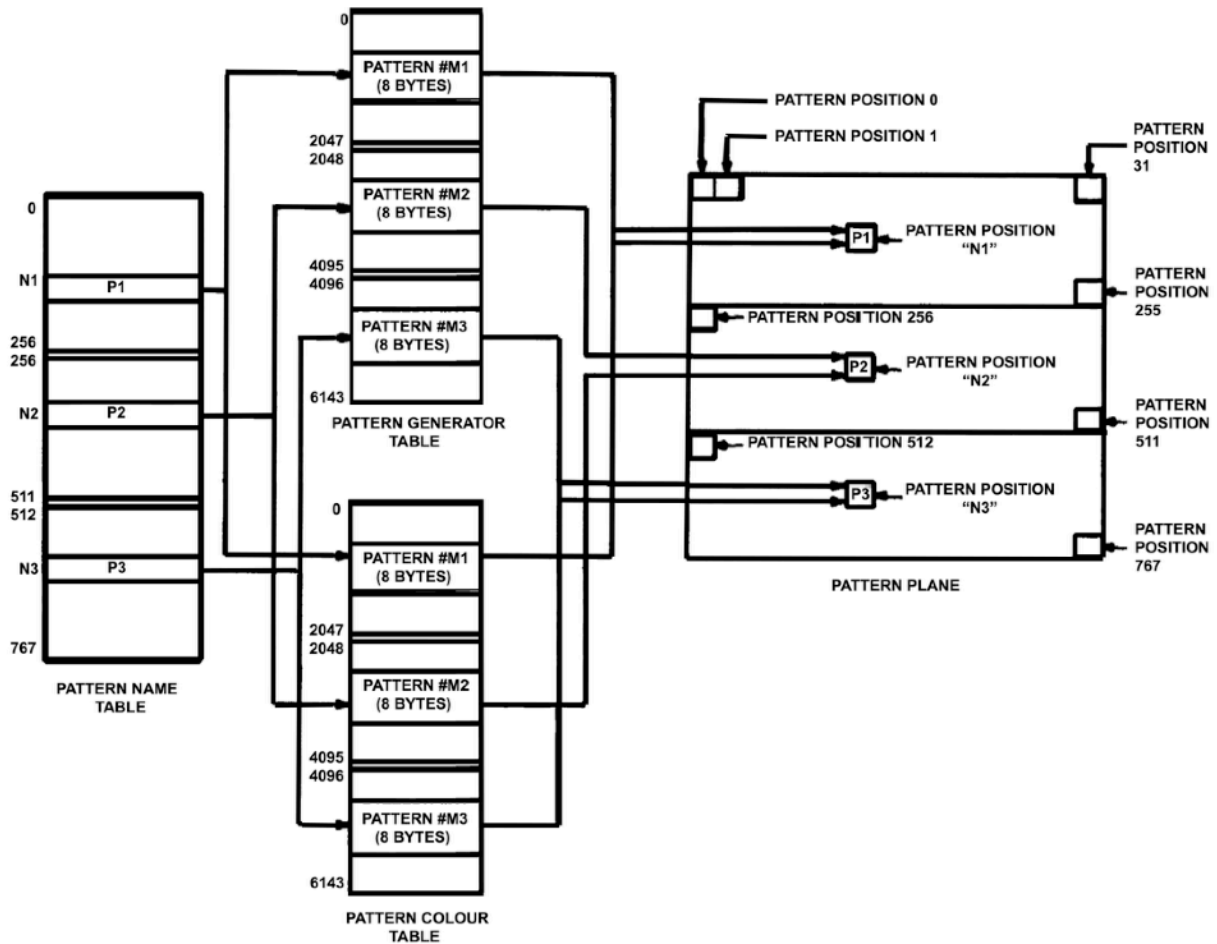 0
N1
P1
256
256
N2
P2
511
512
N3
P3
767
PATTERN NAME
TABLE
0
PATTERN #M1
(8 BYTES)
2047
2048
PATTERN #M2
(8 BYTES)
4095
4096
PATTERN #M3
(8 BYTES)
6143
PATTERN GENERATOR
TABLE
0
PATTERN #M1
(8 BYTES)
2047
2048
PATTERN #M2
(8 BYTES)
4095
4096
PATTERN #M3
(8 BYTES)
6143
PATTERN COLOUR
TABLE
PATTERN POSITION 0
PATTERN POSITION 1
PATTERN
POSITION
31
P1
PATTERN POSITION
“N1”
PATTERN
POSITION
255
PATTERN POSITION 256
P2
PATTERN POSITION
“N2”
PATTERN
POSITION
511
PATTERN POSITION 512
P3
PATTERN POSITION
“N3”
PATTERN
POSITION
767
PATTERN PLANE